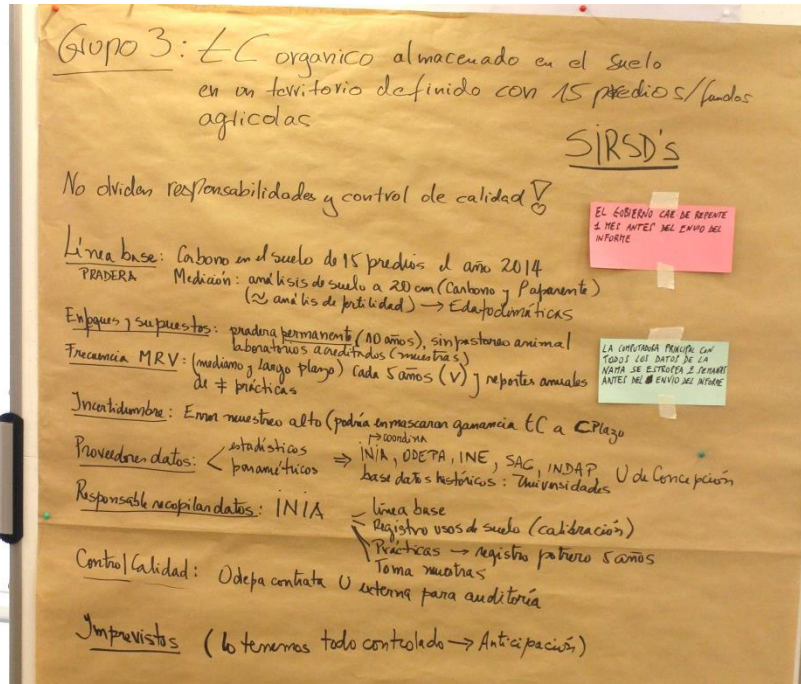 Grupo 3: tC organico almacenado en el suelo
en un territorio definido con 15 predios/fundos
agricolas
SIRSD's
No olviden responsabilidades y control de calidad!
EL GOBIERNO CAE DE REPENTE
1 MES ANTES DEL ENVIO DEL
INFORME
Línea base: Carbono en el suelo de 15 predios el año 2014
PRADERA Medición: análisis de suelo a 20 cm (Carbono y Paparente)
(≈ análisis de fertilidad) → Edafoclimáticas
Enfoques y supuestos: pradera permanente (10 años), sin pastoreo animal
laboratorios acreditados (muestras)
LA COMPUTADORA PRINCIPAL CON
TODOS LOS DATOS DE LA
NAMA SE ESTROPEA 2 SEMANAS
ANTES DEL ENVIO DEL INFORME
Frecuencia MRV: (mediano y largo plazo) cada 5 años (V) y reportes anuales
de ≠ prácticas
Incertidumbre: Error muestreo alto (podría enmascarar ganancia tC a CPlazo
→ coordina
Proveedores datos: < estadísticos ⇒ INIA, ODEPA, INE, SAG, INDAP
parametricos base datos históricos: Universidades U de Concepción
Responsable recopilar datos: INIA línea base
Registro usos de suelo (calibración)
Prácticas → registro potrero 5 años
Toma muestras
Control Calidad: Odepa contrata U externa para auditoría
Imprevistos (lo tenemos todo controlado → Anticipación)